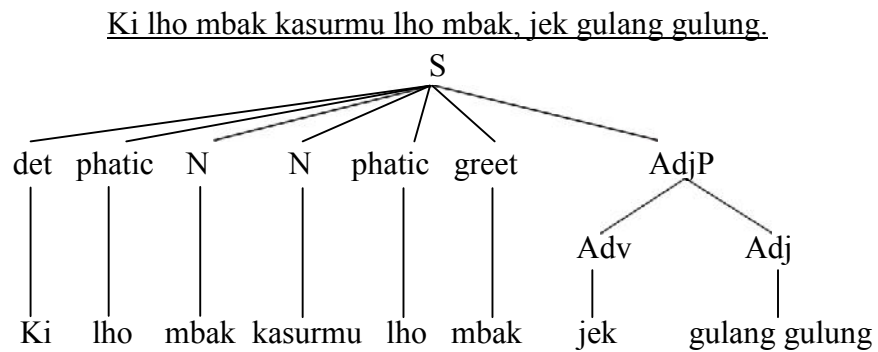 Ki lho mbak kasurmu lho mbak, jek gulang gulung.
S
det phatic N N phatic greet AdjP
Adv Adj
Ki lho mbak kasurmu lho mbak jek gulang gulung